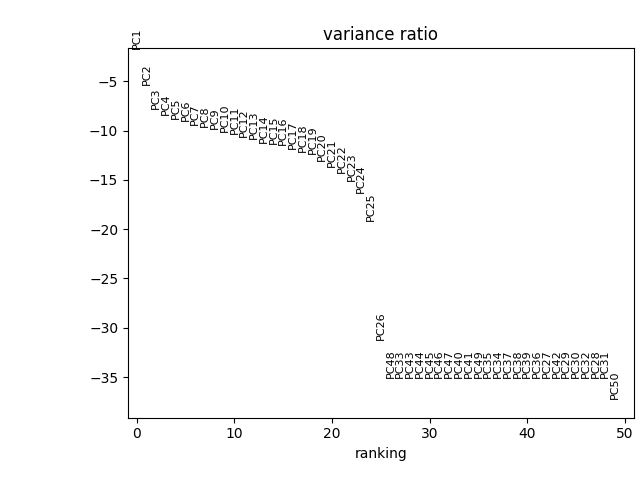 variance ratio
PC1
PC2
PC3
PC4
PC5
PC6
PC7
PC8
PC9
PC10
PC11
PC12
PC13
PC14
PC15
PC16
PC17
PC18
PC19
PC20
PC21
PC22
PC23
PC24
PC25
PC26
PC48
PC33
PC43
PC44
PC45
PC46
PC47
PC40
PC41
PC49
PC35
PC34
PC37
PC38
PC39
PC36
PC27
PC42
PC29
PC30
PC32
PC28
PC31
PC50
−5
−10
−15
−20
−25
−30
−35
0 10 20 30 40 50
ranking